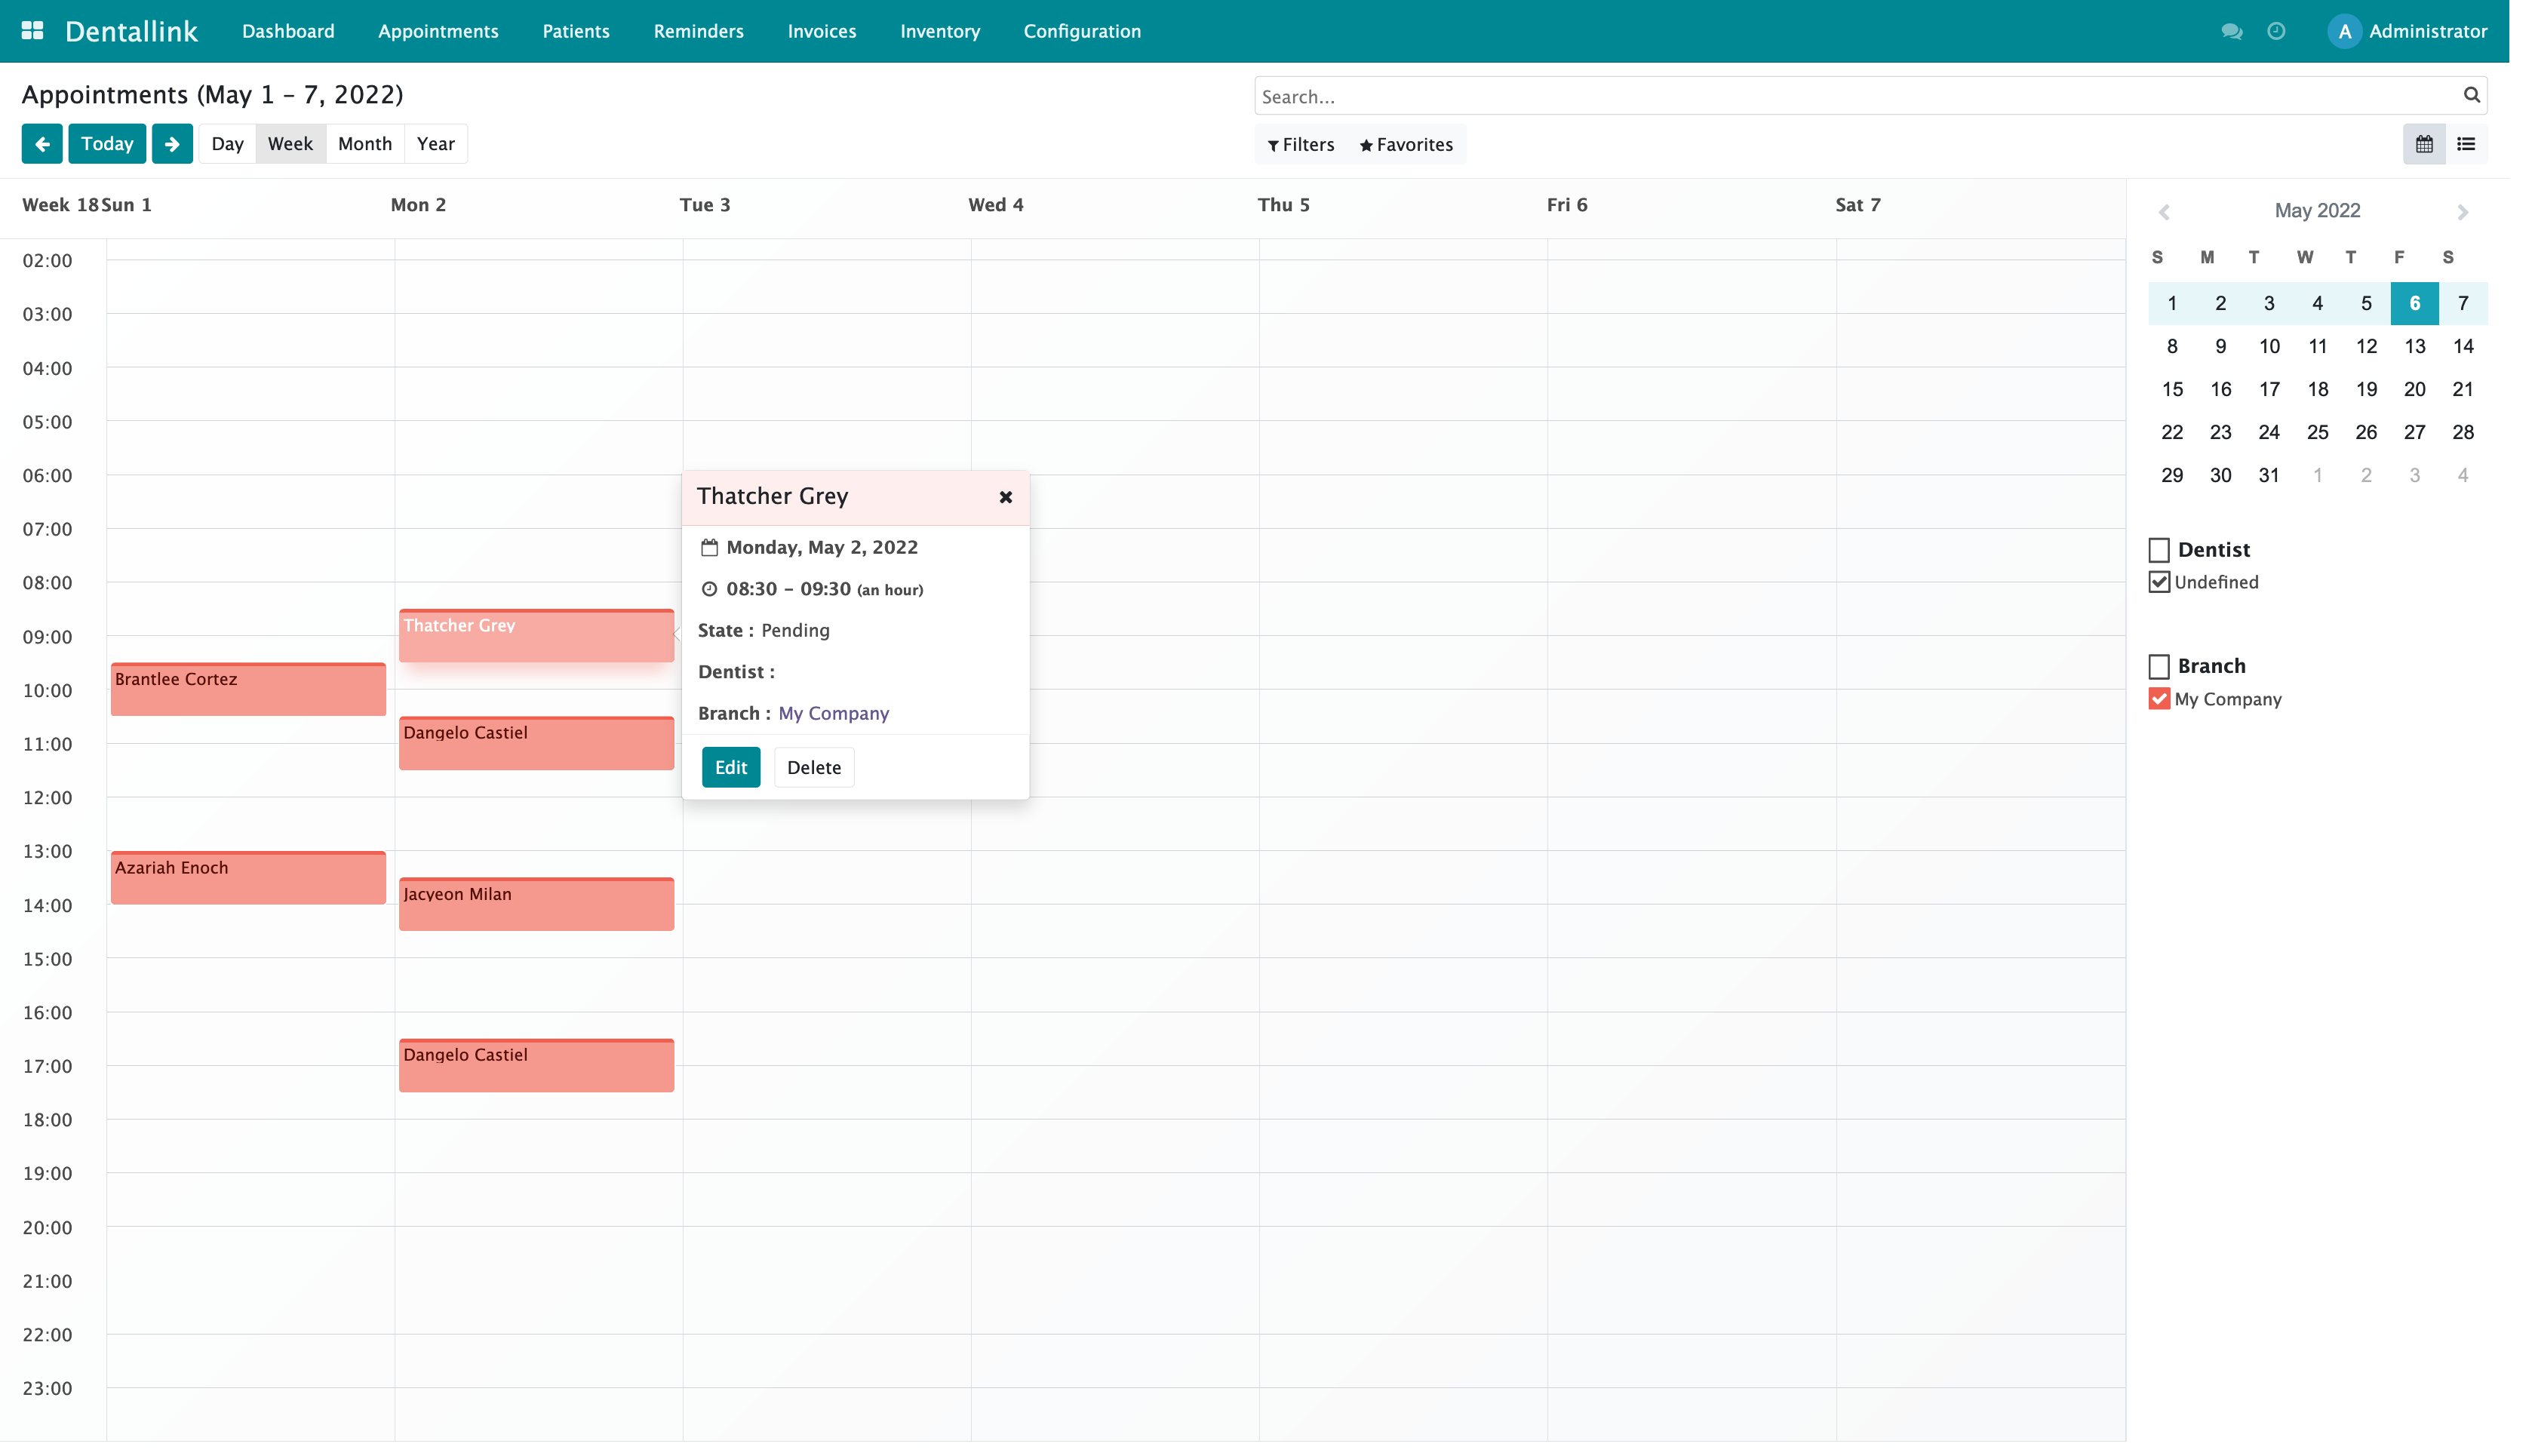 Dentallink Dashboard Appointments Patients Reminders Invoices Inventory Configuration A Administrator
Appointments (May 1 – 7, 2022)
Search...
Today Day Week Month Year
Filters Favorites
Week 18 Sun 1 Mon 2 Tue 3 Wed 4 Thu 5 Fri 6 Sat 7
02:00
03:00
04:00
05:00
06:00
07:00
08:00
09:00
10:00
11:00
12:00
13:00
14:00
15:00
16:00
17:00
18:00
19:00
20:00
21:00
22:00
23:00
Brantlee Cortez
Azariah Enoch
Thatcher Grey
Dangelo Castiel
Jacyeon Milan
Dangelo Castiel
Thatcher Grey
Monday, May 2, 2022
08:30 – 09:30 (an hour)
State : Pending
Dentist :
Branch : My Company
Edit Delete
May 2022
S M T W T F S
1 2 3 4 5 6 7
8 9 10 11 12 13 14
15 16 17 18 19 20 21
22 23 24 25 26 27 28
29 30 31 1 2 3 4
Dentist
Undefined
Branch
My Company